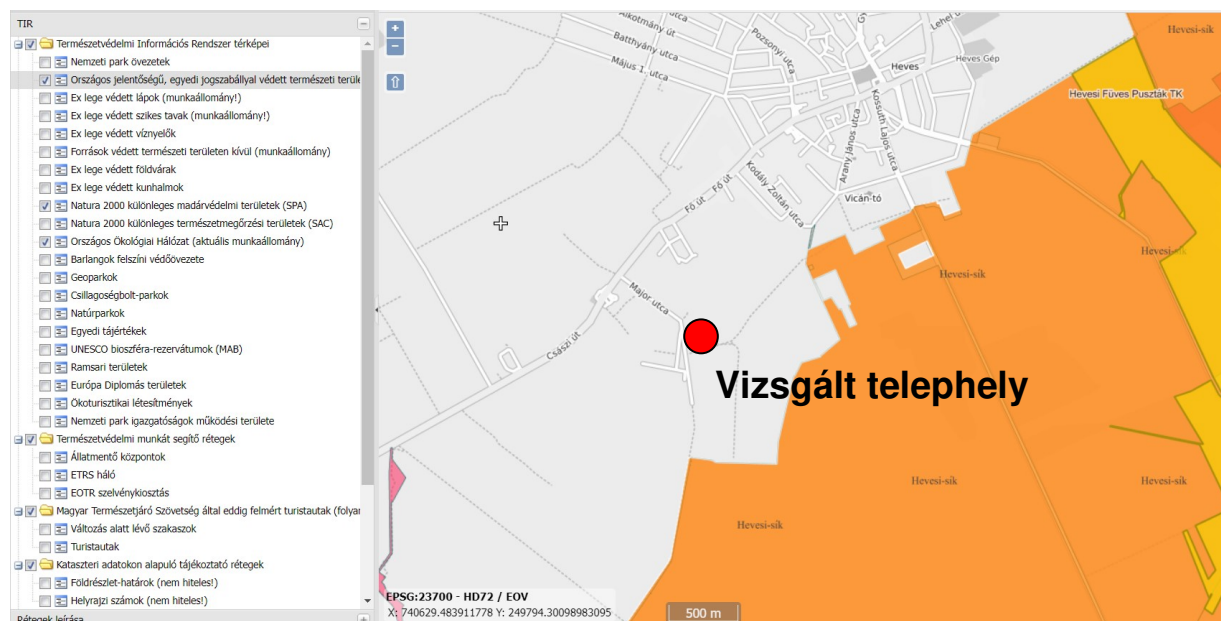 TIR
Természetvédelmi Információs Rendszer térképei
Nemzeti park övezetek
Országos jelentőségű, egyedi jogszabállyal védett természeti terüle
Ex lege védett lápok (munkaállomány!)
Ex lege védett szikes tavak (munkaállomány!)
Ex lege védett víznyelők
Források védett természeti területen kívül (munkaállomány)
Ex lege védett földvárak
Ex lege védett kunhalmok
Natura 2000 különleges madárvédelmi területek (SPA)
Natura 2000 különleges természetmegőrzési területek (SAC)
Országos Ökológiai Hálózat (aktuális munkaállomány)
Barlangok felszíni védőövezete
Geoparkok
Csillagoségbolt-parkok
Natúrparkok
Egyedi tájértékek
UNESCO bioszféra-rezervátumok (MAB)
Ramsari területek
Európa Diplomás területek
Ökoturisztikai létesítmények
Nemzeti park igazgatóságok működési területe
Természetvédelmi munkát segítő rétegek
Állatmentő központok
ETRS háló
EOTR szelvénykiosztás
Magyar Természetjáró Szövetség által eddig felmért turistautak (folyar
Változás alatt lévő szakaszok
Turistautak
Kataszteri adatokon alapuló tájékoztató rétegek
Földrészlet-határok (nem hiteles!)
Helyrajzi számok (nem hiteles!)
Rétegek leírása
Alkotmány út
utca
Batthyány utca
Május 1. utca
Pozsonyi utca
Lehel
Hevesi-sík
Heves
Heves Gép
Hevesi Füves Puszták TK
Kossuth Lajos utca
Arany János utca
Kodály Zoltán utca
Fő út
Fő út
Vicán-tó
Hevesi-sík
Hevesi-sík
Major utca
Császi út
Vizsgált telephely
Hevesi-sík
Hevesi-sík
Hevesi-sík
EPSG:23700 - HD72 / EOV
X: 740629.483911778 Y: 249794.30098983095
500 m